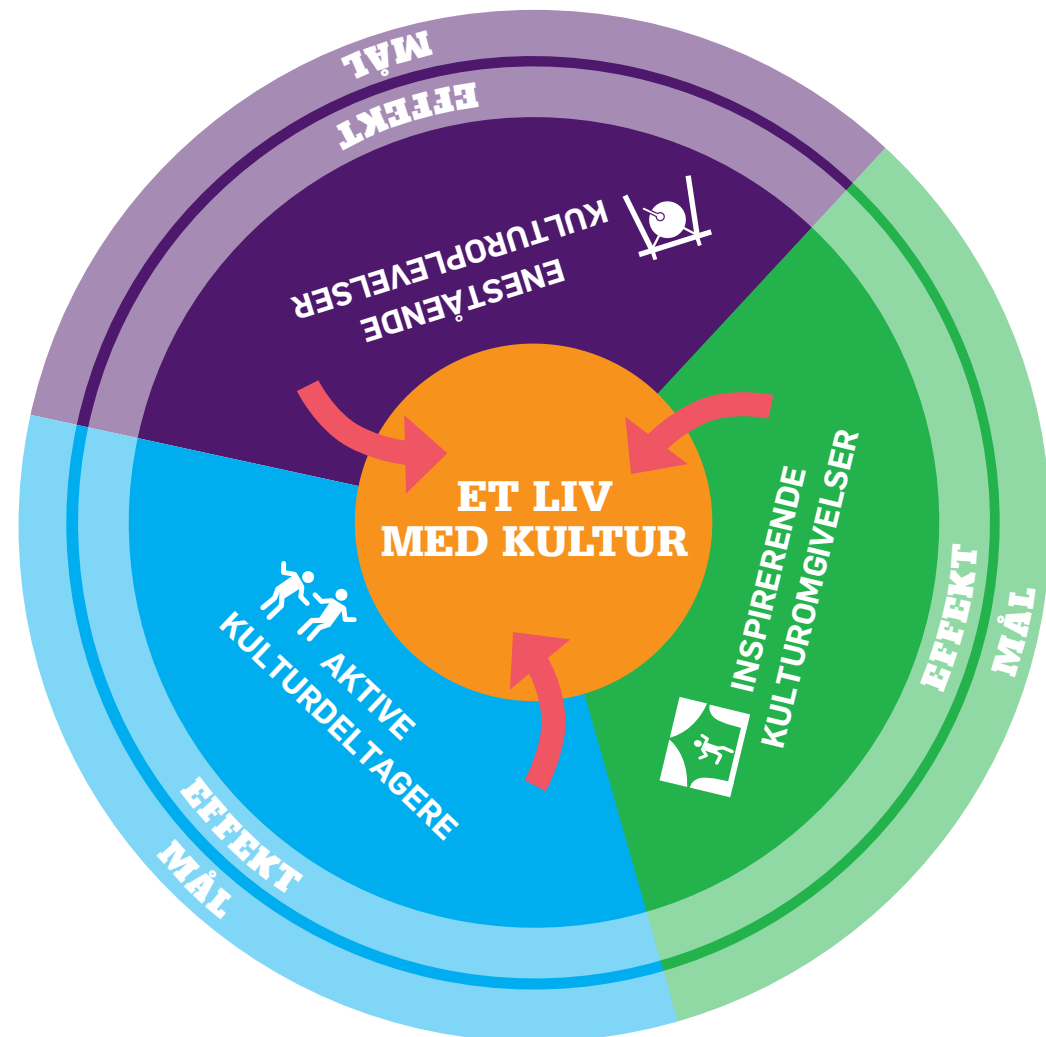 MÅL
EFFEKT
ENESTÅENDE
KULTUROPLEVELSER
ET LIV
MED KULTUR
INSPIRERENDE
KULTUROMGIVELSER
EFFEKT
MÅL
AKTIVE
KULTURDELTAGERE
EFFEKT
MÅL